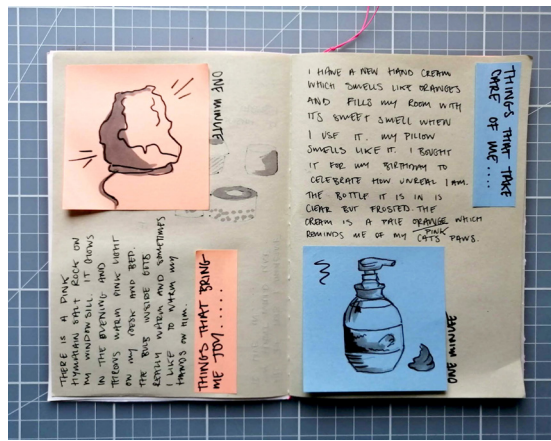 ONE MINUTE
THINGS THAT BRING
ME JOY.....
THERE IS A PINK
HYMALAIN SALT ROCK ON
MY WINDOWSILL. IT GLOWS
IN THE EVENING AND
THROWS WARM PINK LIGHT
ON MY DESK AND BED.
THE BULB INSIDE GETS
REALLY WARM AND SOMETIMES
I LIKE TO WARM MY
HANDS ON HIM.
THINGS THAT TAKE
CARE OF ME....
I HAVE A NEW HAND CREAM
WHICH SMELLS LIKE ORANGES
AND FILLS MY ROOM WITH
ITS SWEET SMELL WHEN
I USE IT. MY PILLOW
SMELLS LIKE IT. I BOUGHT
IT FOR MY BIRTHDAY TO
CELEBRATE HOW UNREAL I AM.
THE BOTTLE IT IS IN IS
CLEAR BUT FROSTED THE
CREAM IS A PALE ORANGE WHICH
PINK
REMINDS ME OF MY CATS PAWS.
ONE MINUTE